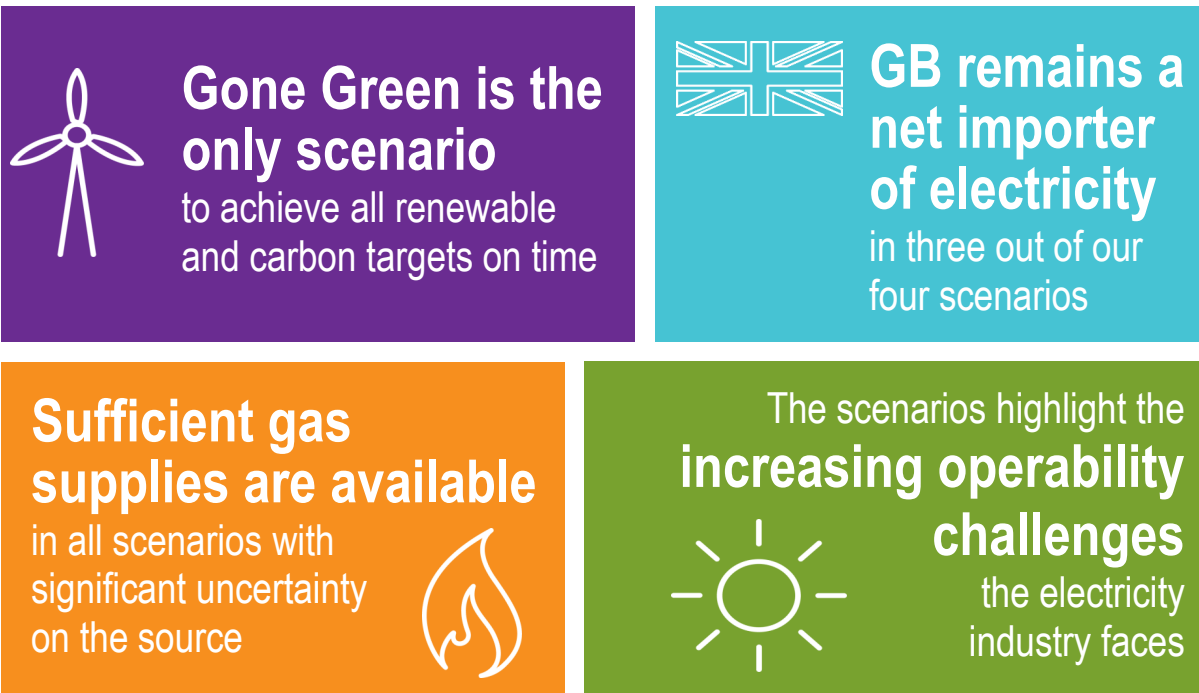 Gone Green is the
only scenario
to achieve all renewable
and carbon targets on time
GB remains a
net importer
of electricity
in three out of our
four scenarios
Sufficient gas
supplies are available
in all scenarios with
significant uncertainty
on the source
The scenarios highlight the
increasing operability
challenges
the electricity
industry faces